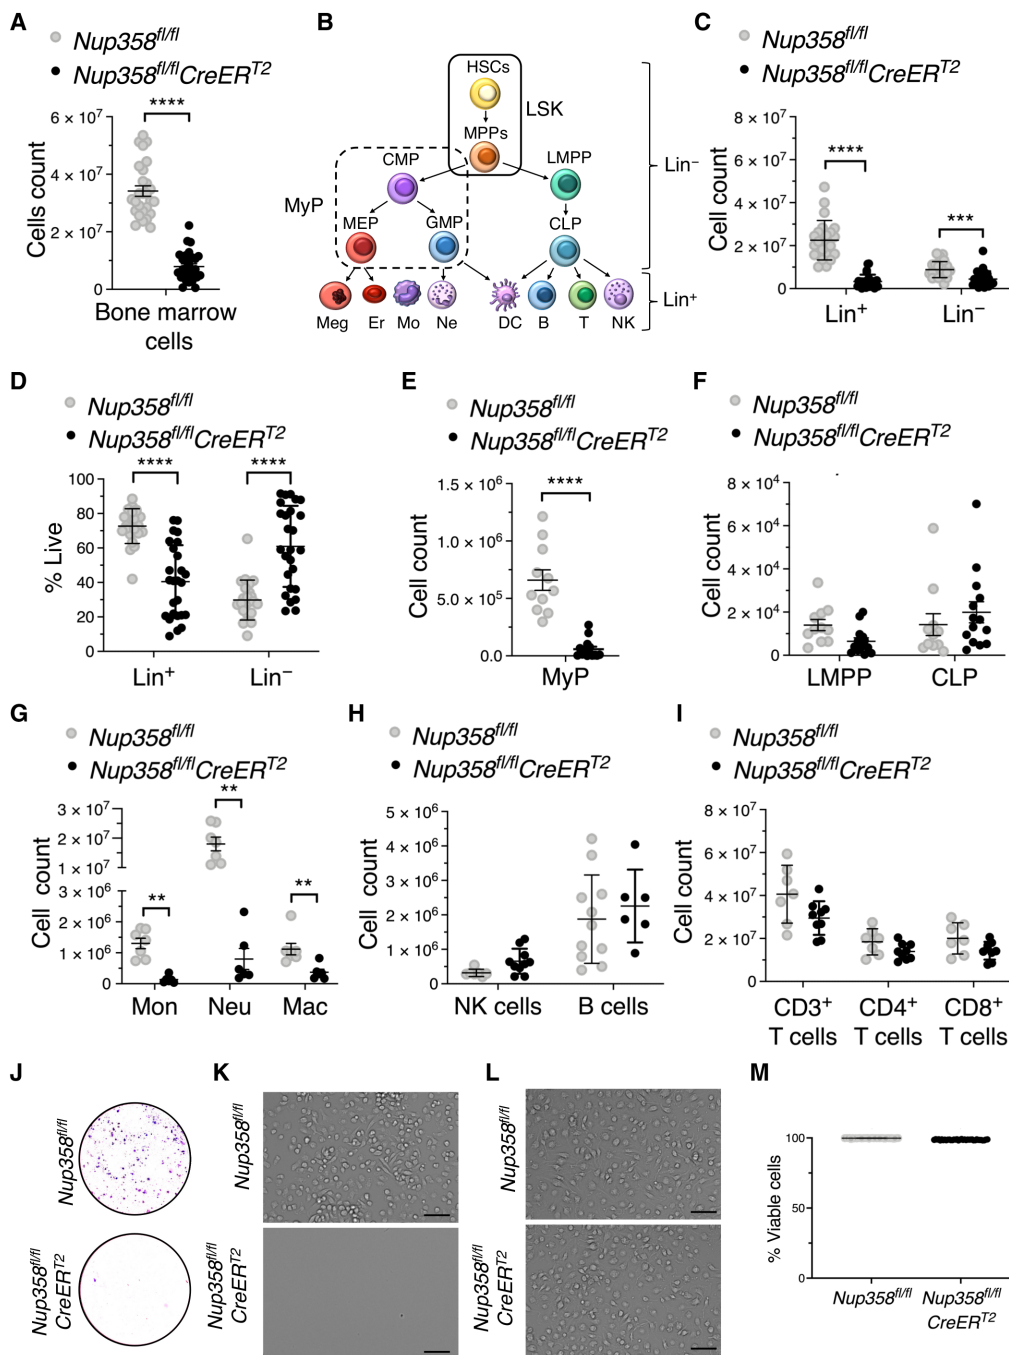 A
Nup358fl/fl
Nup358fl/flCreERT2
6 × 10⁷
4 × 10⁷
2 × 10⁷
0
Cells count
****
Bone marrow
cells
B
HSCs
MPPs
LSK
CMP
LMPP
MyP
MEP
GMP
CLP
Lin⁻
Lin⁺
Meg
Er
Mo
Ne
DC
B
T
NK
C
Nup358fl/fl
Nup358fl/flCreERT2
8 × 10⁷
6 × 10⁷
4 × 10⁷
2 × 10⁷
0
Cell count
****
***
Lin⁺
Lin⁻
D
Nup358fl/fl
Nup358fl/flCreERT2
100
80
60
40
20
0
% Live
****
****
Lin⁺
Lin⁻
E
Nup358fl/fl
Nup358fl/flCreERT2
1.5 × 10⁶
1.0 × 10⁶
5.0 × 10⁵
0.0
Cell count
****
MyP
F
Nup358fl/fl
Nup358fl/flCreERT2
8 × 10⁴
6 × 10⁴
4 × 10⁴
2 × 10⁴
0
Cell count
LMPP
CLP
G
Nup358fl/fl
Nup358fl/flCreERT2
3 × 10⁷
2 × 10⁷
1 × 10⁷
3 × 10⁶
2 × 10⁶
1 × 10⁶
0
Cell count
**
**
**
Mon
Neu
Mac
H
Nup358fl/fl
Nup358fl/flCreERT2
5 × 10⁶
4 × 10⁶
3 × 10⁶
2 × 10⁶
1 × 10⁶
0
Cell count
NK cells
B cells
I
Nup358fl/fl
Nup358fl/flCreERT2
8 × 10⁷
6 × 10⁷
4 × 10⁷
2 × 10⁷
0
Cell count
CD3⁺
T cells
CD4⁺
T cells
CD8⁺
T cells
J
Nup358fl/fl
Nup358fl/fl
CreERT2
K
Nup358fl/fl
Nup358fl/fl
CreERT2
L
Nup358fl/fl
Nup358fl/fl
CreERT2
M
100
50
0
% Viable cells
Nup358fl/fl
Nup358fl/fl
CreERT2